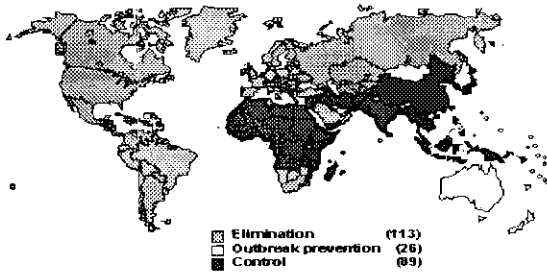 Elimination (113)
Outbreak prevention (26)
Control (89)